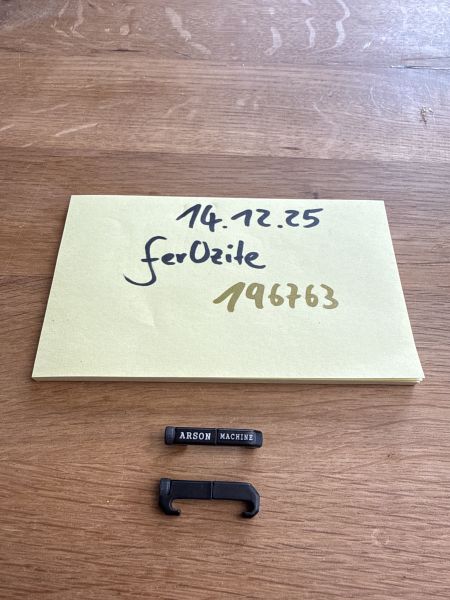 14.12.25
ferOzite
196763
ARSON MACHINE